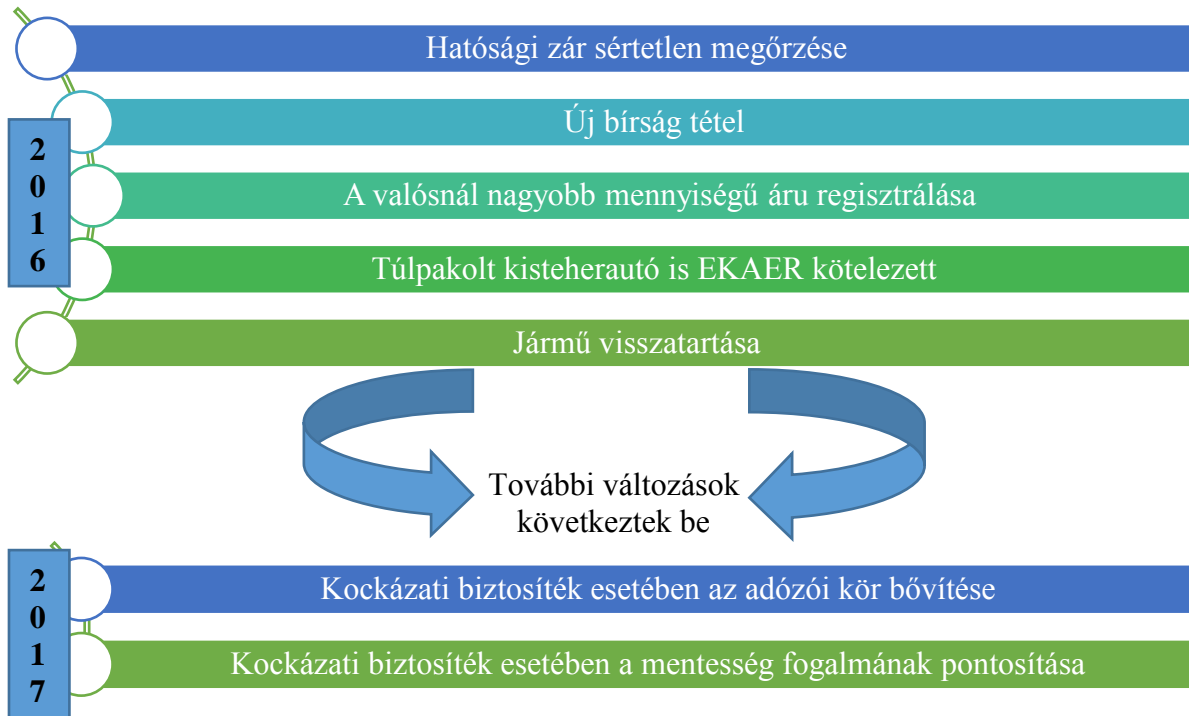 2016
Hatósági zár sértetlen megőrzése
Új bírság tétel
A valósnál nagyobb mennyiségű áru regisztrálása
Túlpakolt kisteherautó is EKAER kötelezett
Jármű visszatartása
További változások
következtek be
2017
Kockázati biztosíték esetében az adózói kör bővítése
Kockázati biztosíték esetében a mentesség fogalmának pontosítása